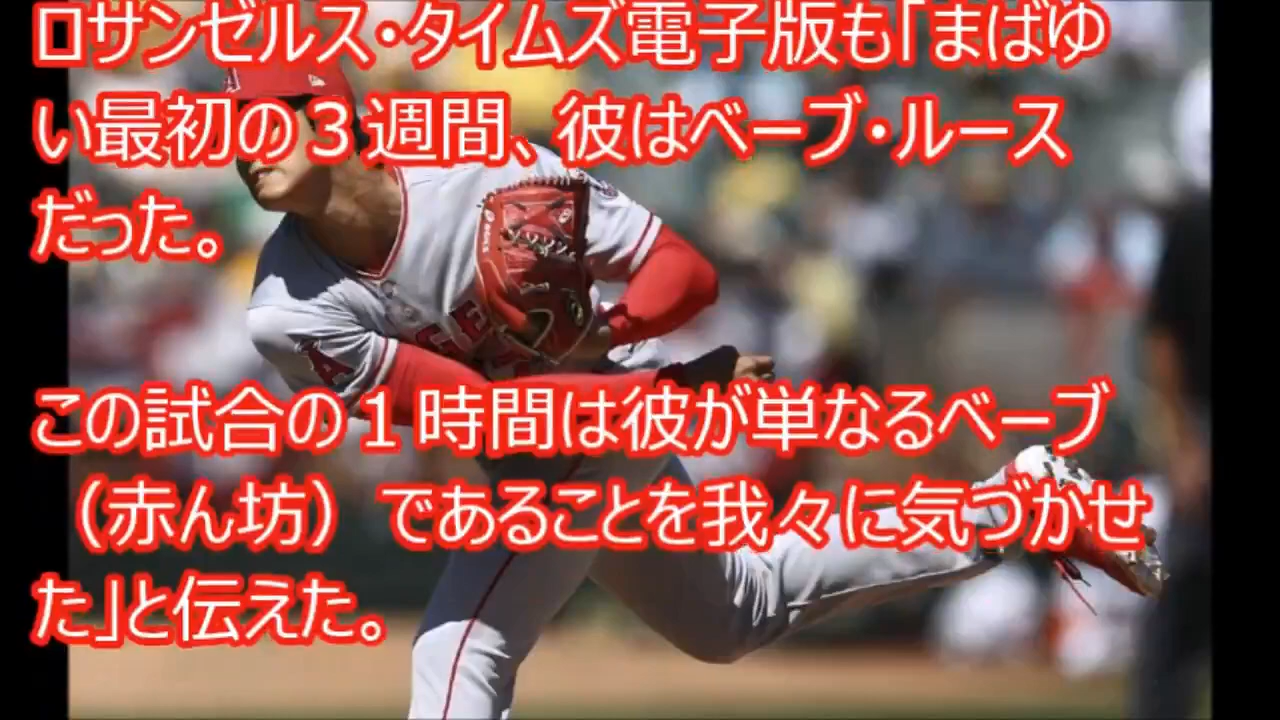 ロサンゼルス・タイムズ電子版も「まばゆ
い最初の３週間、彼はベーブ・ルース
だった。
この試合の１時間は彼が単なるベーブ
（赤ん坊）であることを我々に気づかせ
た」と伝えた。